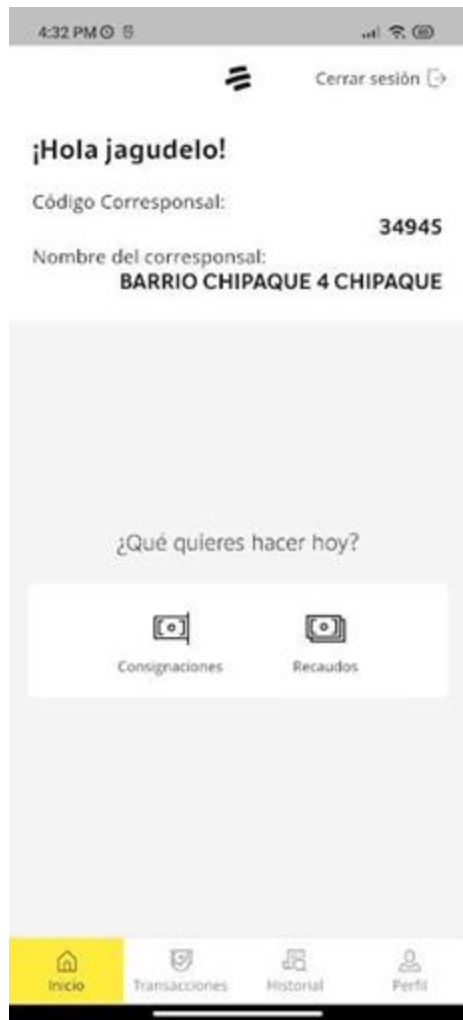 4:32 PM
Cerrar sesión
¡Hola jagudelo!
Código Corresponsal:
34945
Nombre del corresponsal:
BARRIO CHIPAQUE 4 CHIPAQUE
¿Qué quieres hacer hoy?
Consignaciones Recaudos
Inicio Transacciones Historial Perfil